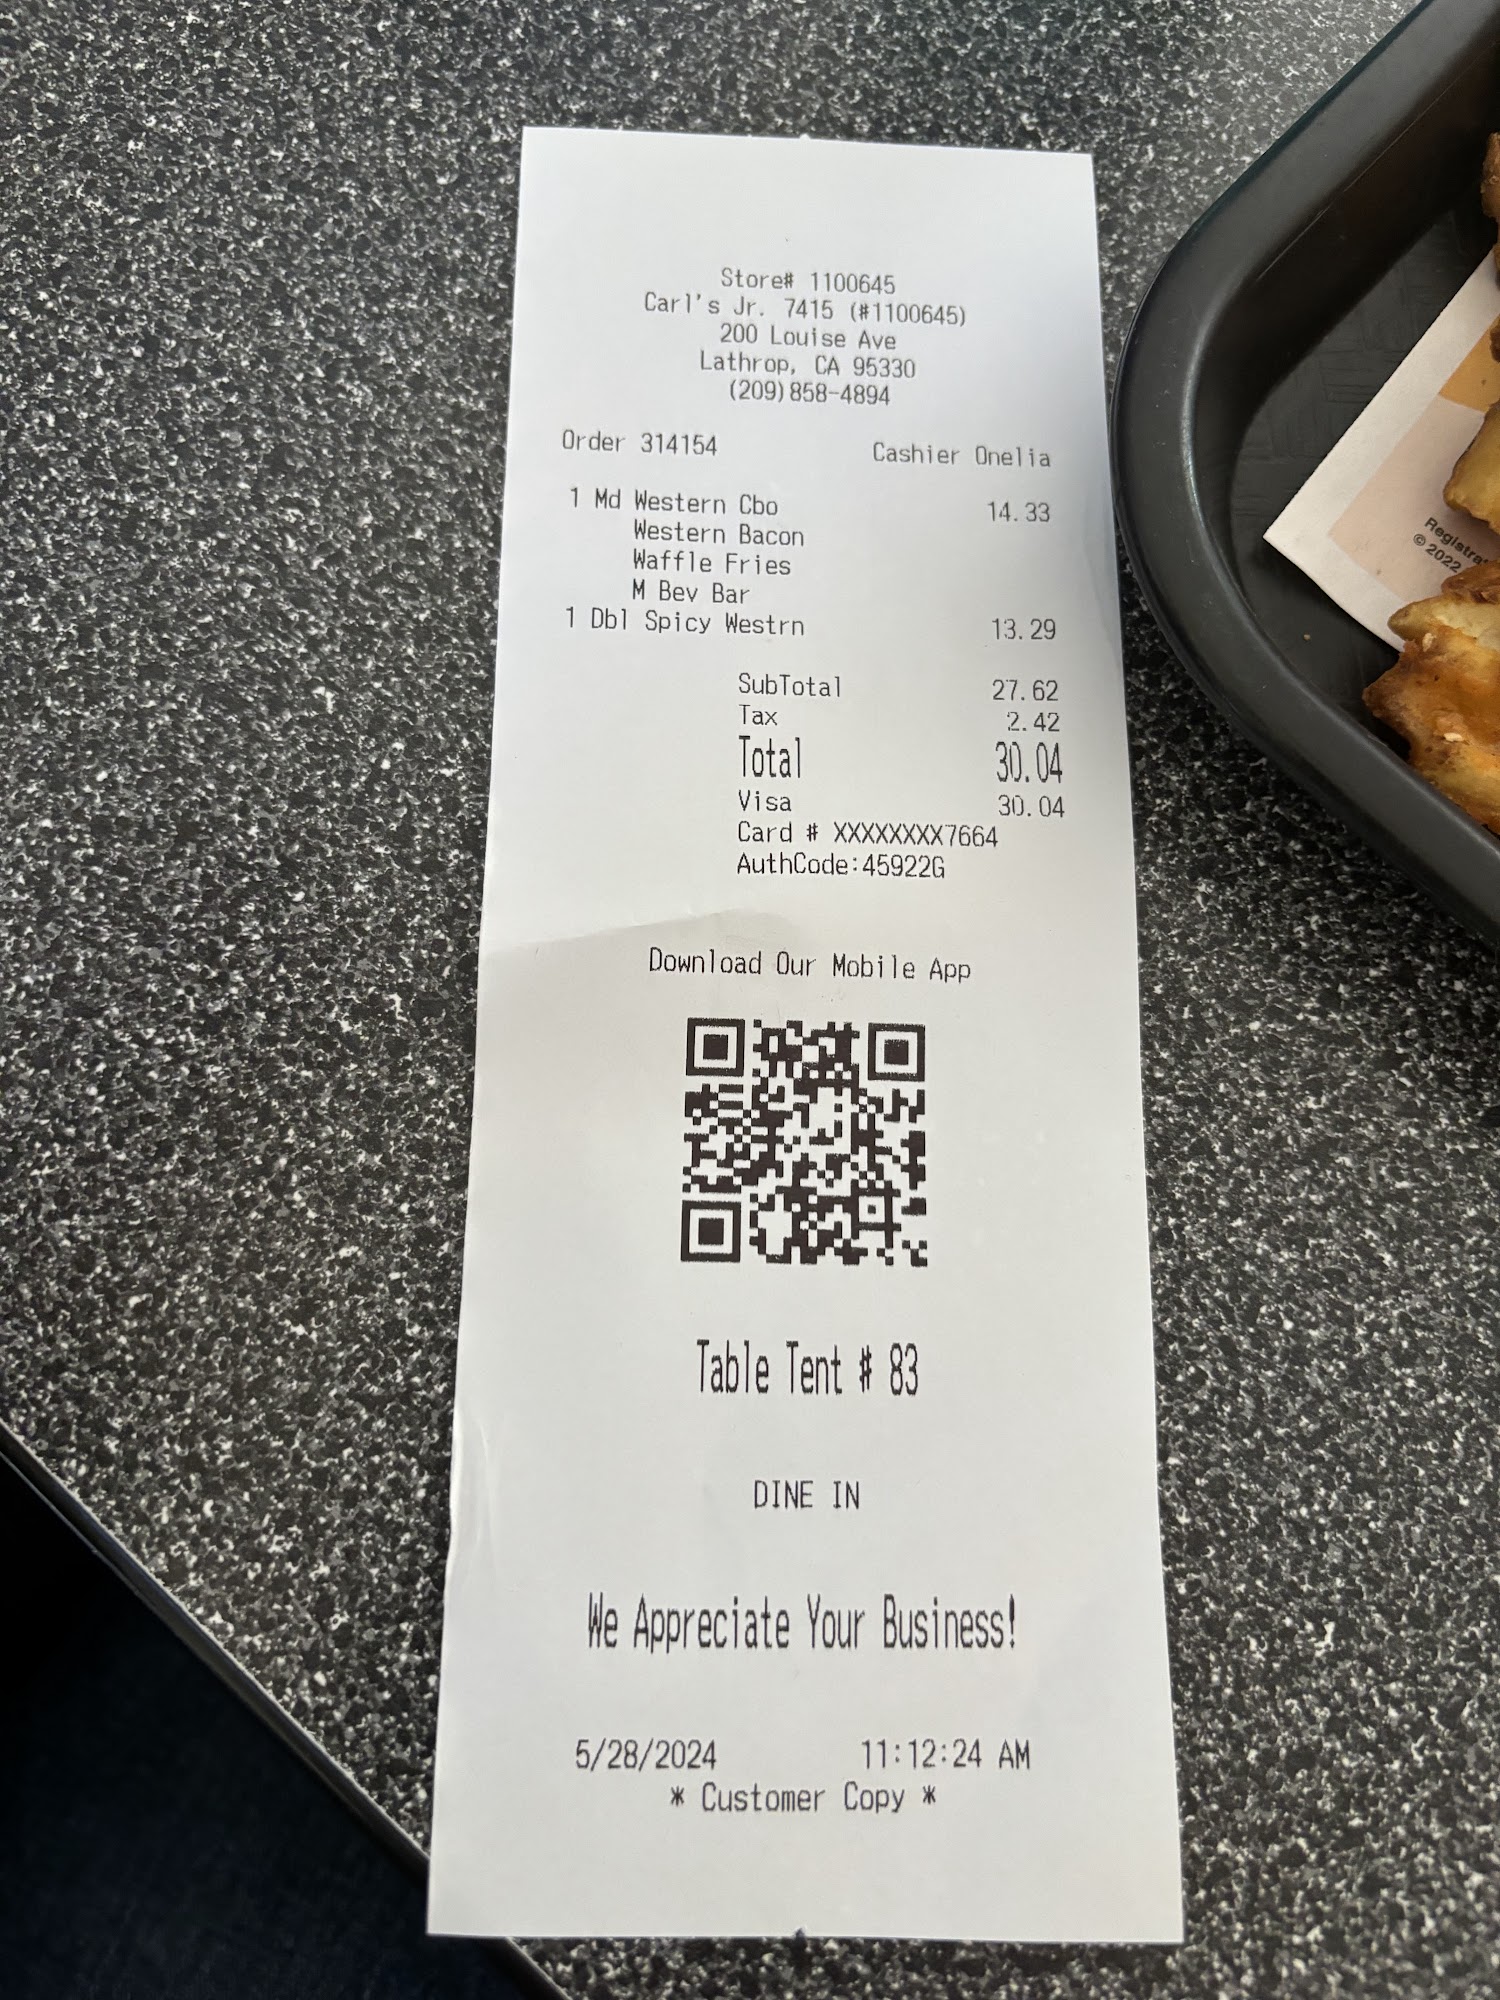 Store# 1100645
Carl's Jr. 7415 (#1100645)
200 Louise Ave
Lathrop, CA 95330
(209)858-4894
Order 314154 Cashier Onelia
1 Md Western Cbo 14.33
Western Bacon
Waffle Fries
M Bev Bar
1 Dbl Spicy Westrn 13.29
SubTotal 27.62
Tax 2.42
Total 30.04
Visa 30.04
Card # XXXXXXXX7664
AuthCode:45922G
Download Our Mobile App
Table Tent # 83
DINE IN
We Appreciate Your Business!
5/28/2024 11:12:24 AM
* Customer Copy *
© 2022